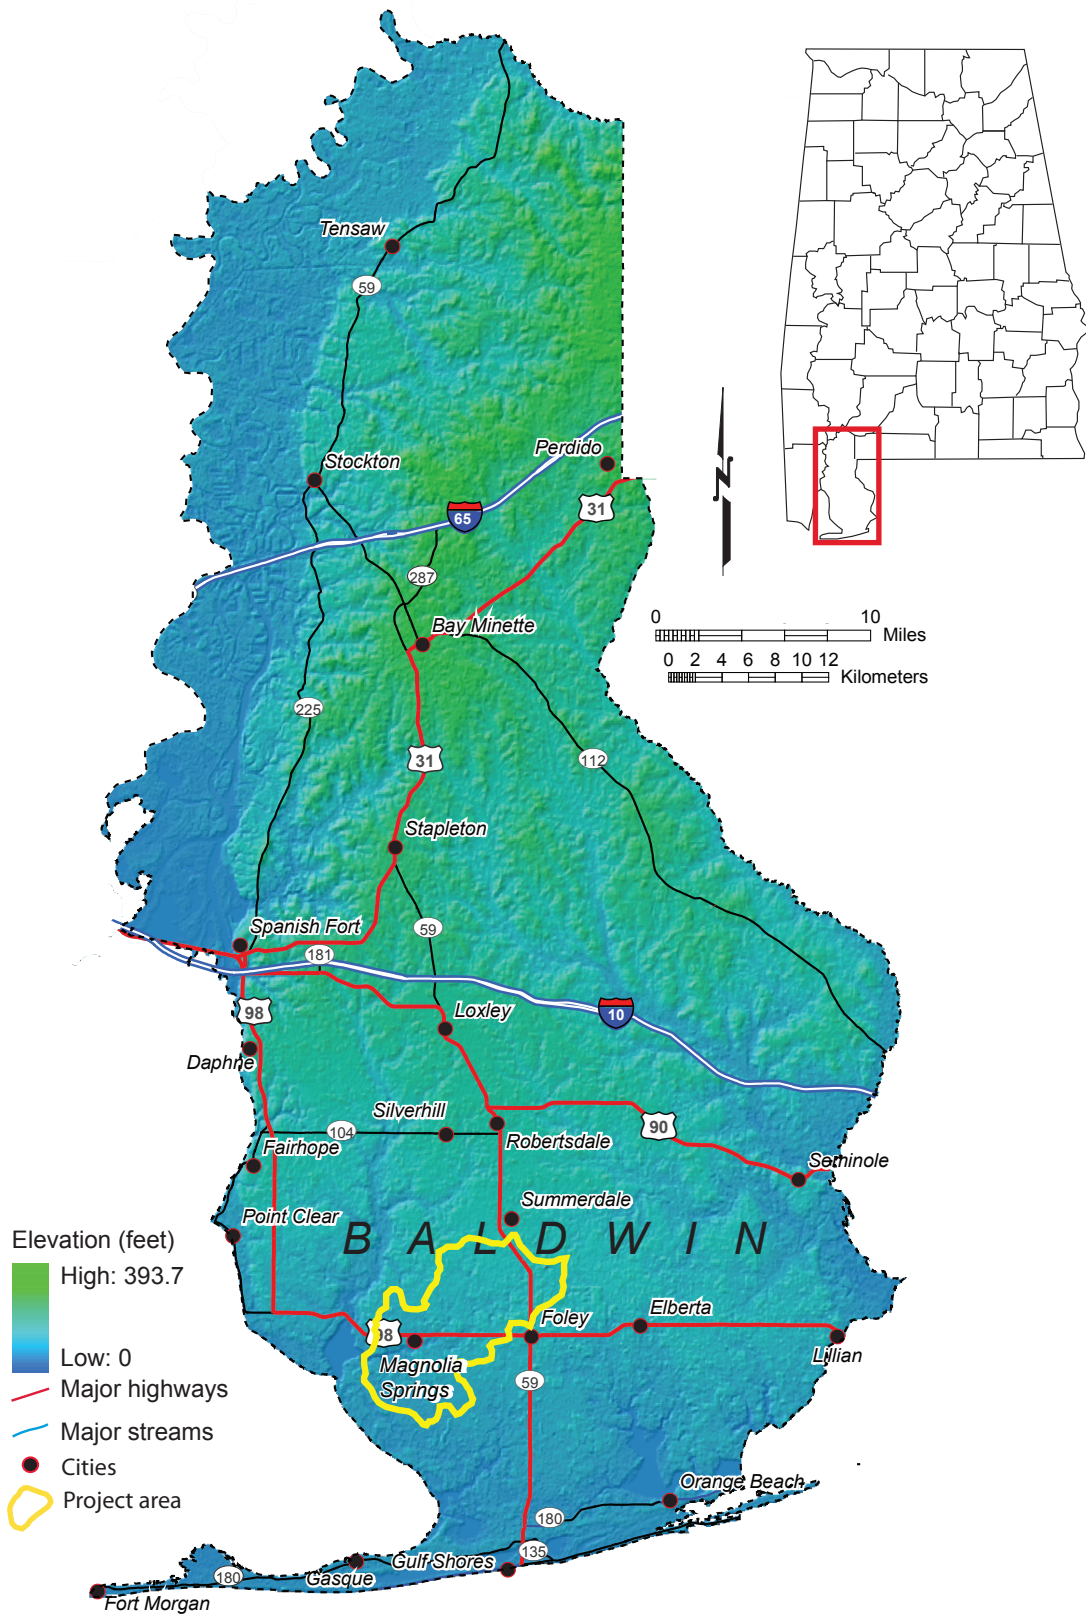 Tensaw
59
Stockton
Perdido
65
31
287
Bay Minette
225
31
112
Stapleton
Spanish Fort
59
181
98
Loxley
10
Daphne
Silverhill
104
90
Robertsdale
Fairhope
Seminole
Summerdale
Point Clear
BALDWIN
98
Foley
Elberta
Magnolia
Springs
Lillian
59
Orange Beach
180
135
Gulf Shores
180
Gasque
Fort Morgan
N
0 10
Miles
0 2 4 6 8 10 12
Kilometers
Elevation (feet)
High: 393.7
Low: 0
Major highways
Major streams
Cities
Project area